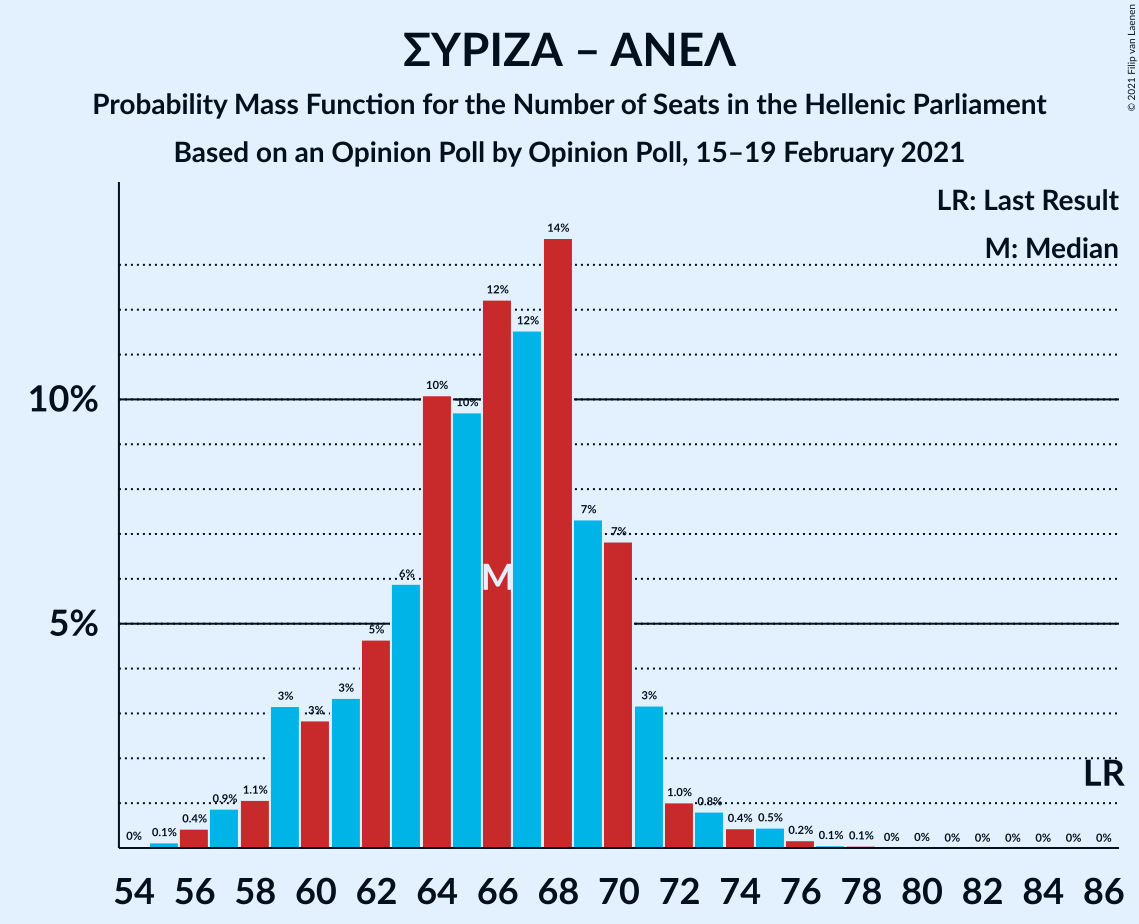 ΣΥΡΙΖΑ – ΑΝΕΛ
Probability Mass Function for the Number of Seats in the Hellenic Parliament
Based on an Opinion Poll by Opinion Poll, 15–19 February 2021
© 2021 Filip van Laenen
LR: Last Result
M: Median
10%
5%
0% 0.1% 0.4% 0.9% 1.1% 3% 3% 3% 5% 6% 10% 10% 12% 12% 14% 7% 7% 3% 1.0% 0.8% 0.4% 0.5% 0.2% 0.1% 0.1% 0% 0% 0% 0% 0% 0% 0% 0%
M
LR
54 56 58 60 62 64 66 68 70 72 74 76 78 80 82 84 86